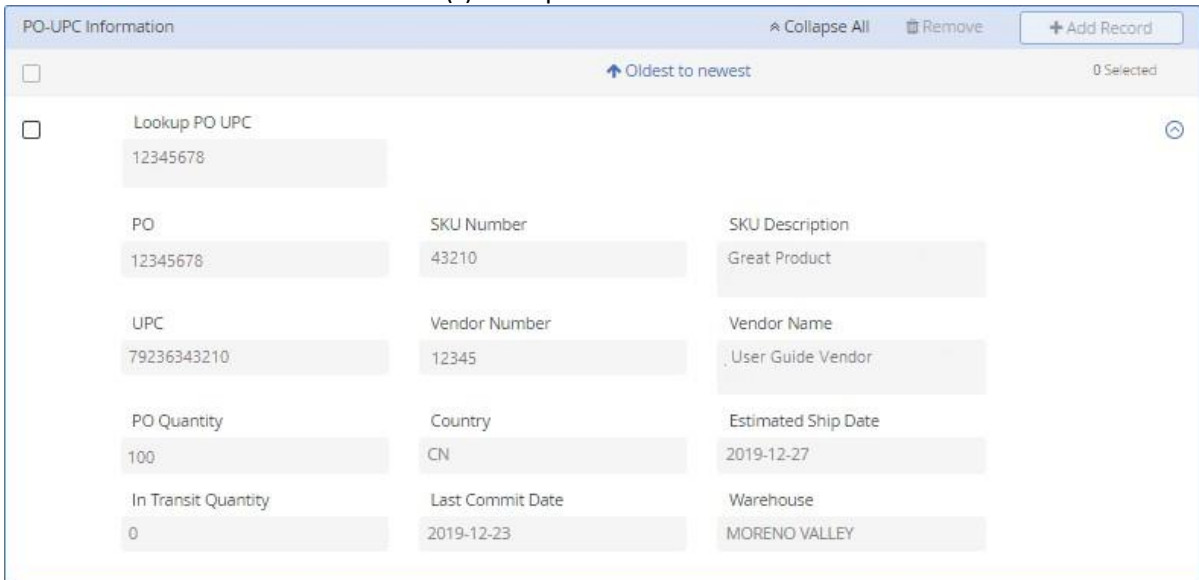 PO-UPC Information Collapse All Remove + Add Record
Oldest to newest 0 Selected
Lookup PO UPC
12345678
PO SKU Number SKU Description
12345678 43210 Great Product
UPC Vendor Number Vendor Name
79236343210 12345 User Guide Vendor
PO Quantity Country Estimated Ship Date
100 CN 2019-12-27
In Transit Quantity Last Commit Date Warehouse
0 2019-12-23 MORENO VALLEY